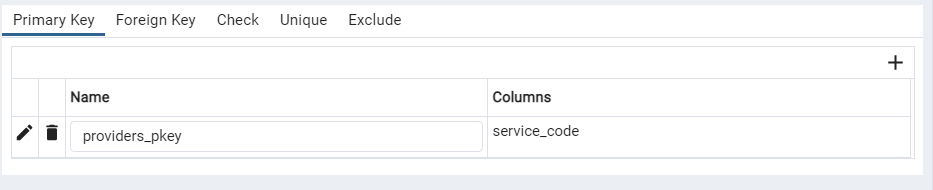 Primary Key Foreign Key Check Unique Exclude
Name Columns
providers_pkey service_code